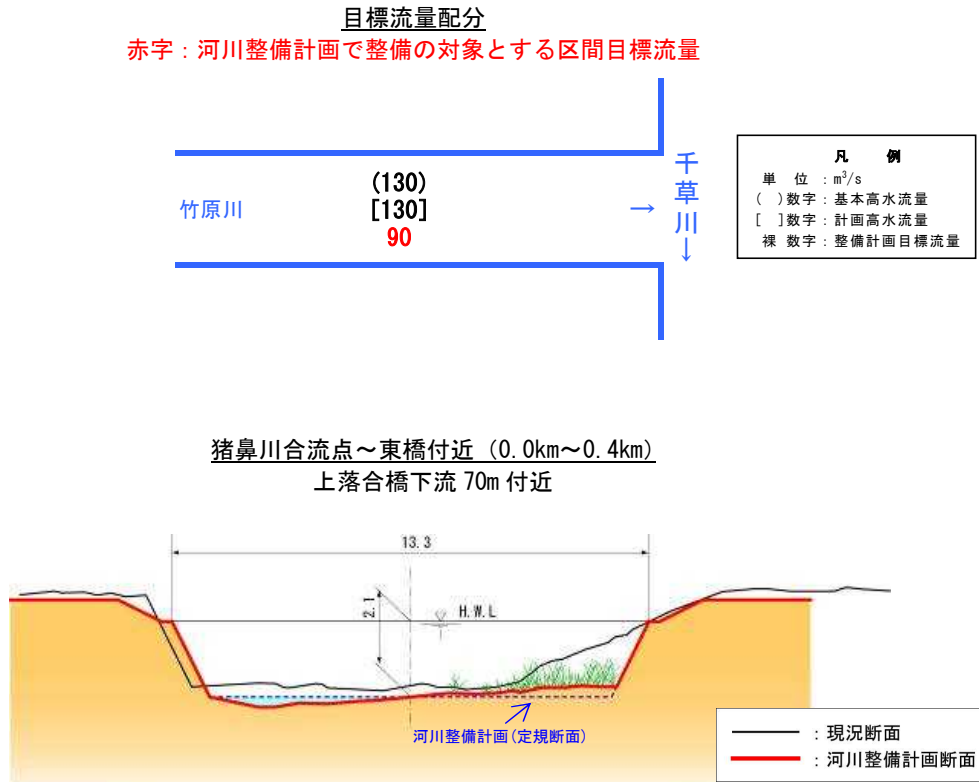 目標流量配分
赤字：河川整備計画で整備の対象とする区間目標流量
竹原川
(130)
[130]
90
→
千草川↓
凡 例
単 位：m³/s
( )数字：基本高水流量
[ ]数字：計画高水流量
裸 数字：整備計画目標流量
猪鼻川合流点～東橋付近（0.0km～0.4km）
上落合橋下流 70m 付近
13.3
2.1
H.W.L
河川整備計画(定規断面)
：現況断面
：河川整備計画断面